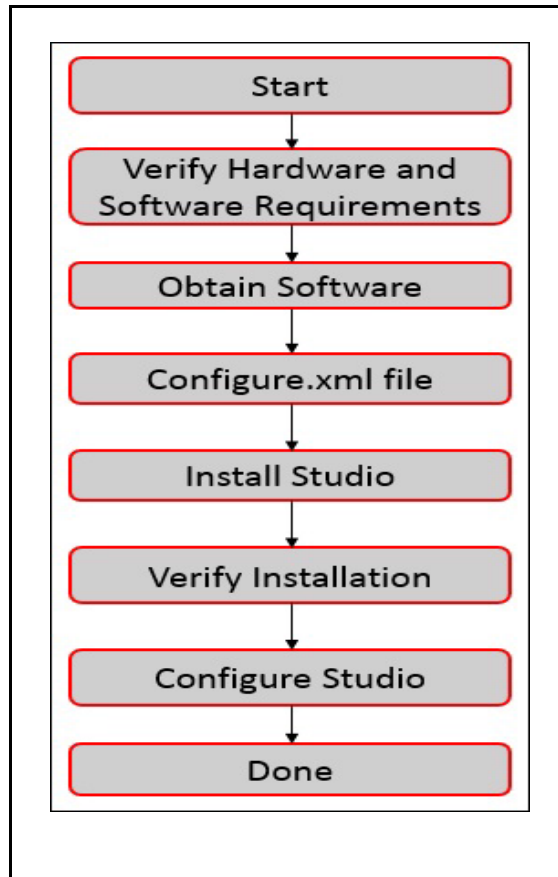 Start
Verify Hardware and
Software Requirements
Obtain Software
Configure.xml file
Install Studio
Verify Installation
Configure Studio
Done